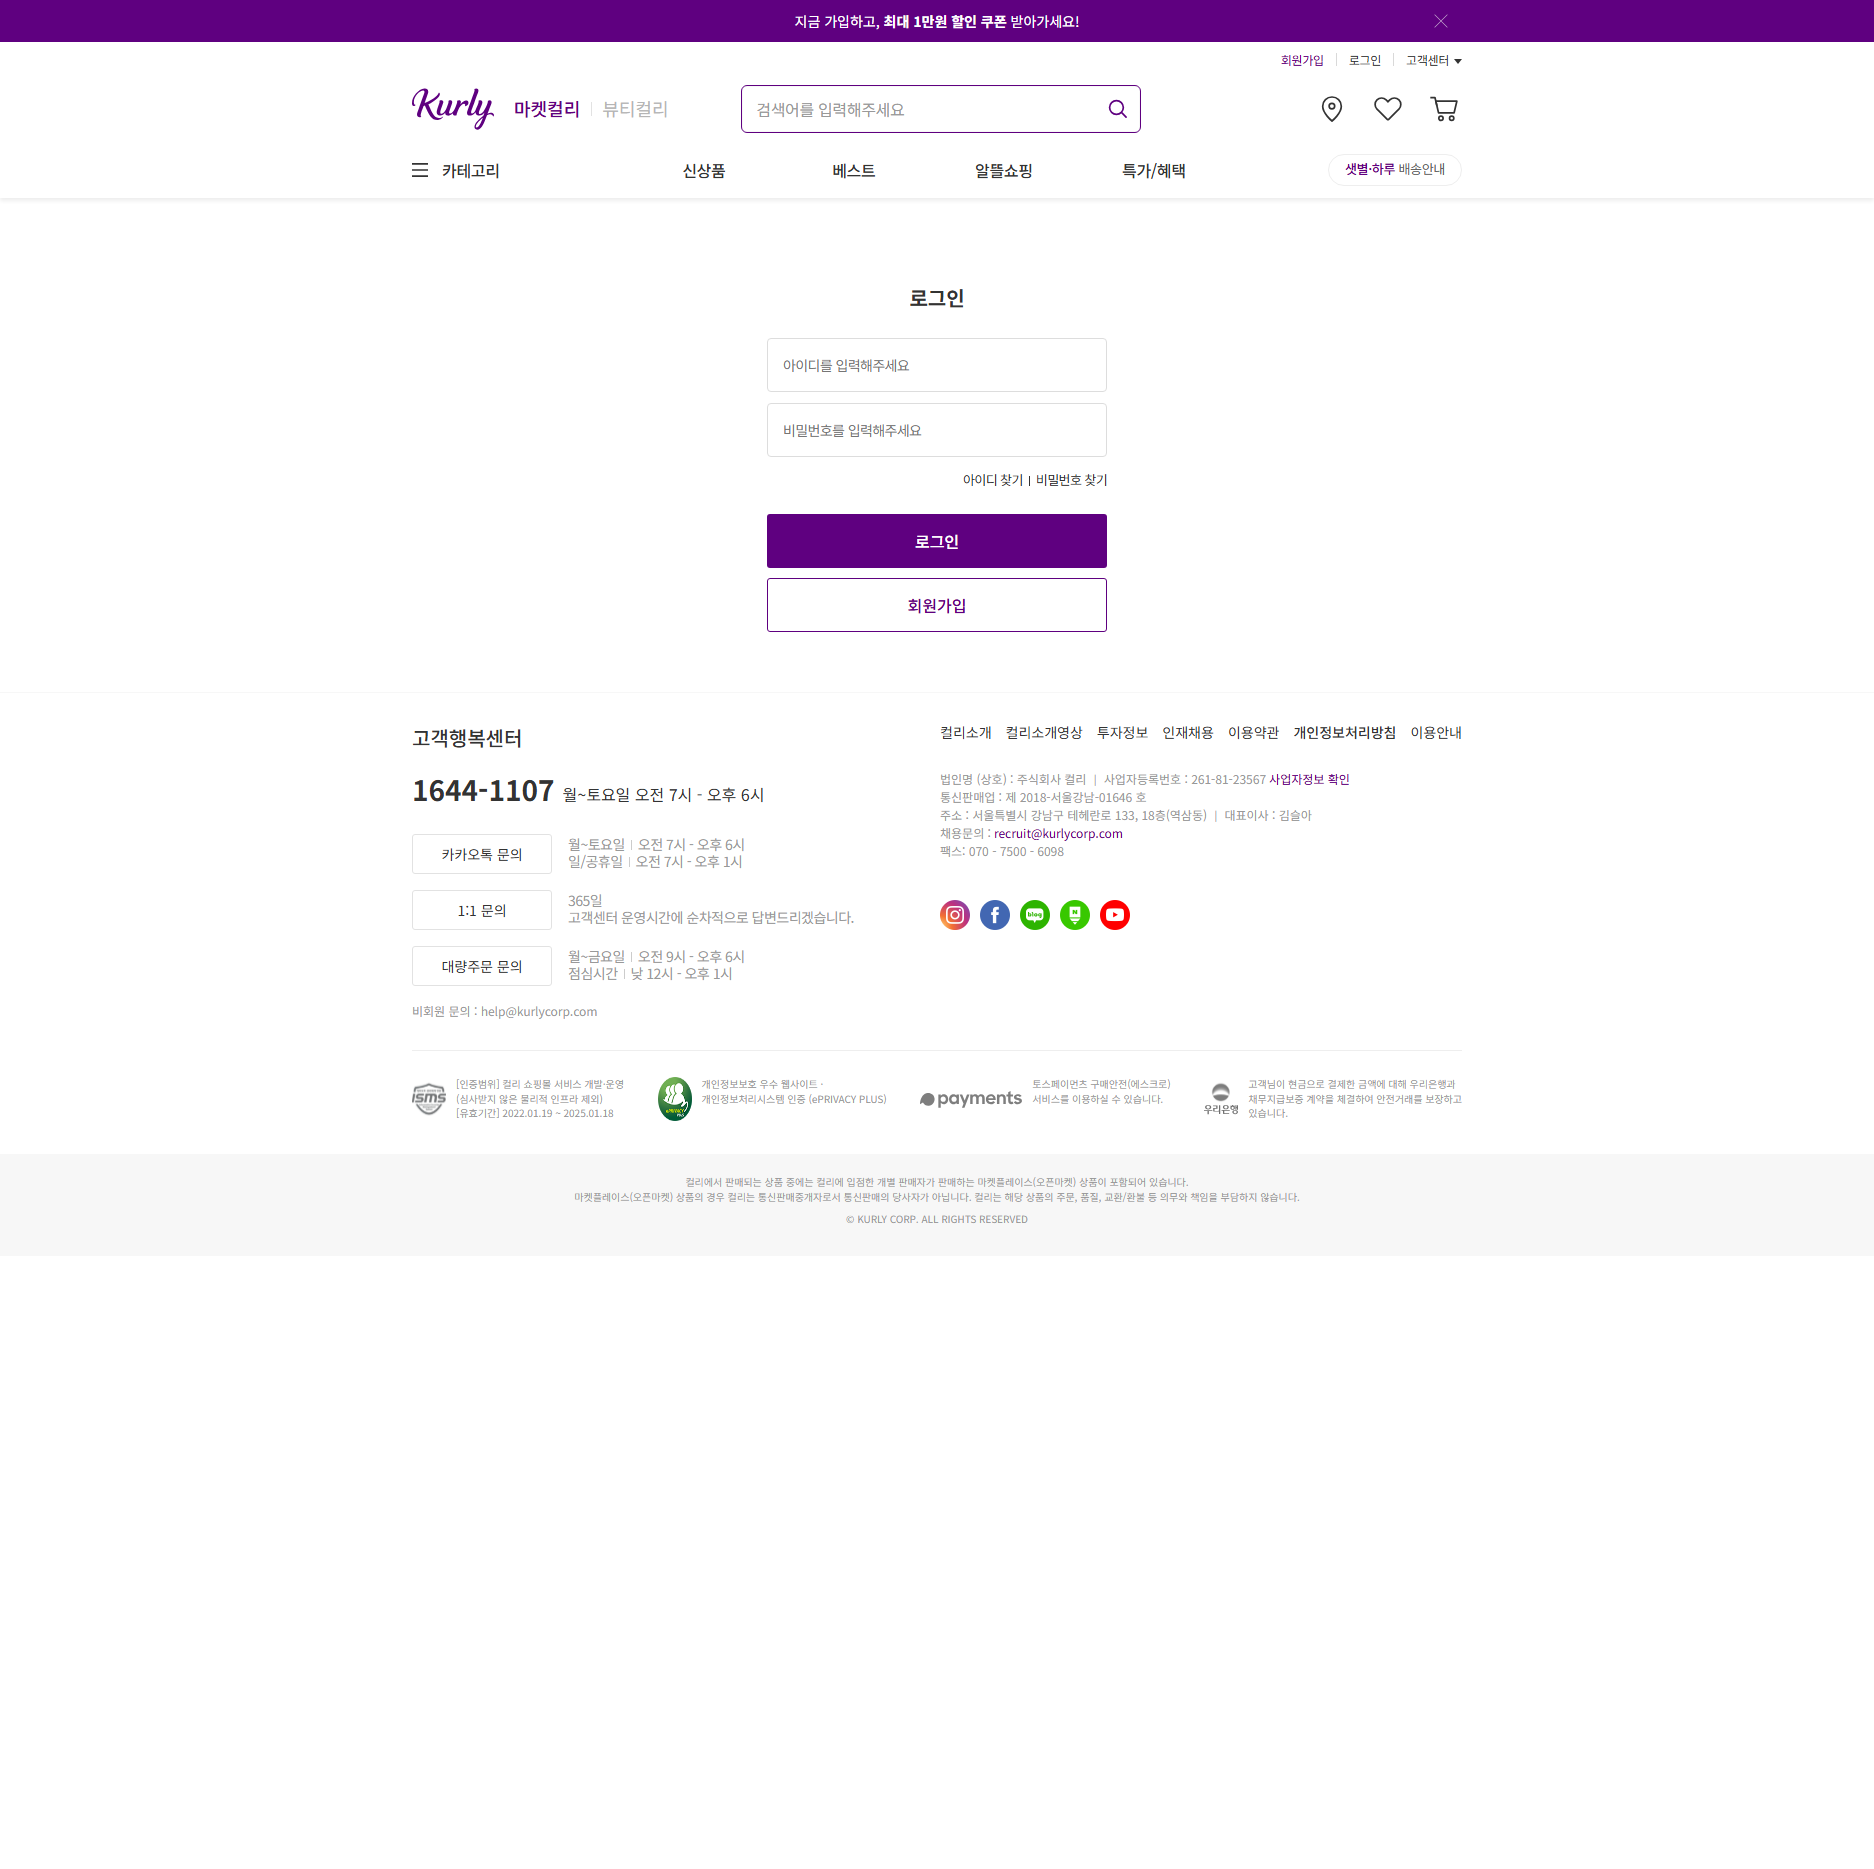 지금 가입하고, 최대 1만원 할인 쿠폰 받아가세요!
회원가입 로그인 고객센터
Kurly 마켓컬리 뷰티컬리 검색어를 입력해주세요
카테고리 신상품 베스트 알뜰쇼핑 특가/혜택 샛별·하루 배송안내
로그인
아이디를 입력해주세요
비밀번호를 입력해주세요
아이디 찾기 | 비밀번호 찾기
로그인
회원가입
고객행복센터
1644-1107 월~토요일 오전 7시 - 오후 6시
카카오톡 문의
월~토요일 | 오전 7시 - 오후 6시
일/공휴일 | 오전 7시 - 오후 1시
1:1 문의
365일
고객센터 운영시간에 순차적으로 답변드리겠습니다.
대량주문 문의
월~금요일 | 오전 9시 - 오후 6시
점심시간 | 낮 12시 - 오후 1시
비회원 문의 : help@kurlycorp.com
컬리소개 컬리소개영상 투자정보 인재채용 이용약관 개인정보처리방침 이용안내
법인명 (상호) : 주식회사 컬리 | 사업자등록번호 : 261-81-23567 사업자정보 확인
통신판매업 : 제 2018-서울강남-01646 호
주소 : 서울특별시 강남구 테헤란로 133, 18층(역삼동) | 대표이사 : 김슬아
채용문의 : recruit@kurlycorp.com
팩스: 070 - 7500 - 6098
blog
N
isms
[인증범위] 컬리 쇼핑몰 서비스 개발·운영
(심사받지 않은 물리적 인프라 제외)
[유효기간] 2022.01.19 ~ 2025.01.18
ePRIVACY PLUS
개인정보보호 우수 웹사이트 ·
개인정보처리시스템 인증 (ePRIVACY PLUS)
payments
토스페이먼츠 구매안전(에스크로)
서비스를 이용하실 수 있습니다.
우리은행
고객님이 현금으로 결제한 금액에 대해 우리은행과
채무지급보증 계약을 체결하여 안전거래를 보장하고
있습니다.
컬리에서 판매되는 상품 중에는 컬리에 입점한 개별 판매자가 판매하는 마켓플레이스(오픈마켓) 상품이 포함되어 있습니다.
마켓플레이스(오픈마켓) 상품의 경우 컬리는 통신판매중개자로서 통신판매의 당사자가 아닙니다. 컬리는 해당 상품의 주문, 품질, 교환/환불 등 의무와 책임을 부담하지 않습니다.
© KURLY CORP. ALL RIGHTS RESERVED